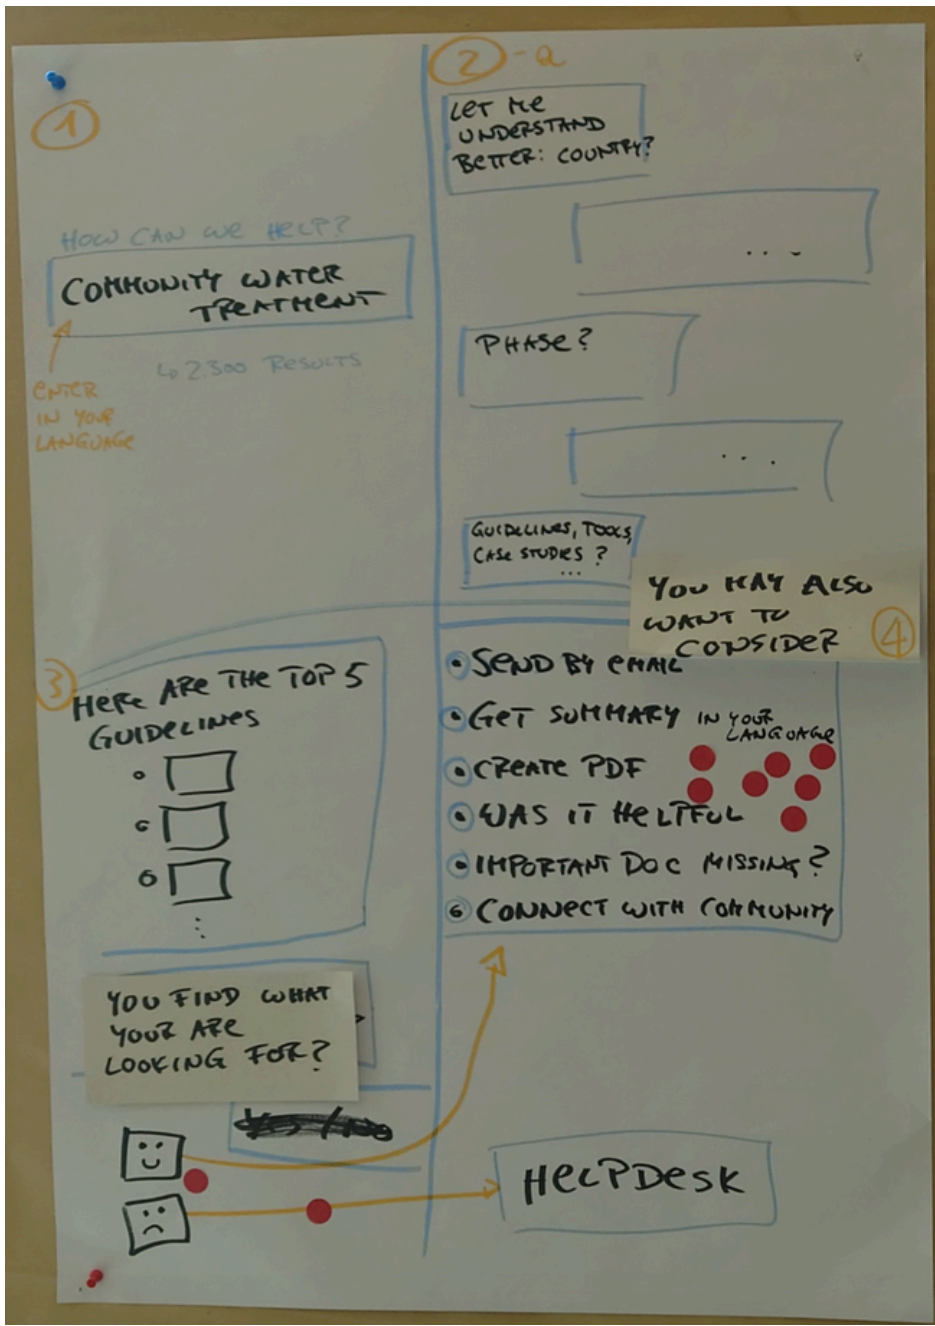 1
HOW CAN WE HELP?
COMMUNITY WATER
TREATMENT
↳ 2.300 RESULTS
ENTER
IN YOUR
LANGUAGE
2 - a
LET ME
UNDERSTAND
BETTER: COUNTRY?
...
PHASE?
...
GUIDELINES, TOOLS,
CASE STUDIES?
...
3
HERE ARE THE TOP 5
GUIDELINES
...
YOU FIND WHAT
YOUR ARE
LOOKING FOR?
YOU MAY ALSO
WANT TO
CONSIDER
4
• SEND BY EMAIL
• GET SUMMARY IN YOUR
LANGUAGE
• CREATE PDF
• WAS IT HELPFUL
• IMPORTANT DOC MISSING?
• CONNECT WITH COMMUNITY
HELPDESK